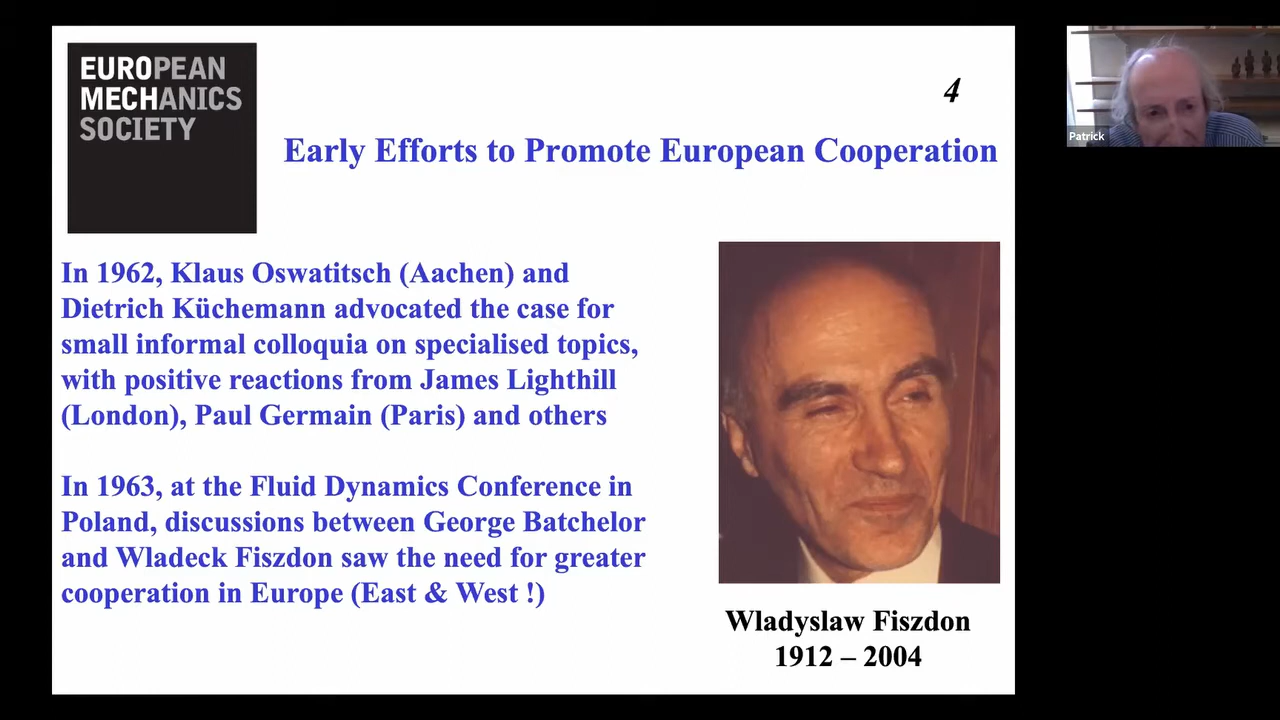 EUROPEAN
MECHANICS
SOCIETY
4
Early Efforts to Promote European Cooperation
In 1962, Klaus Oswatitsch (Aachen) and
Dietrich Küchemann advocated the case for
small informal colloquia on specialised topics,
with positive reactions from James Lighthill
(London), Paul Germain (Paris) and others
In 1963, at the Fluid Dynamics Conference in
Poland, discussions between George Batchelor
and Wladeck Fiszdon saw the need for greater
cooperation in Europe (East & West !)
Wladyslaw Fiszdon
1912 – 2004
Patrick